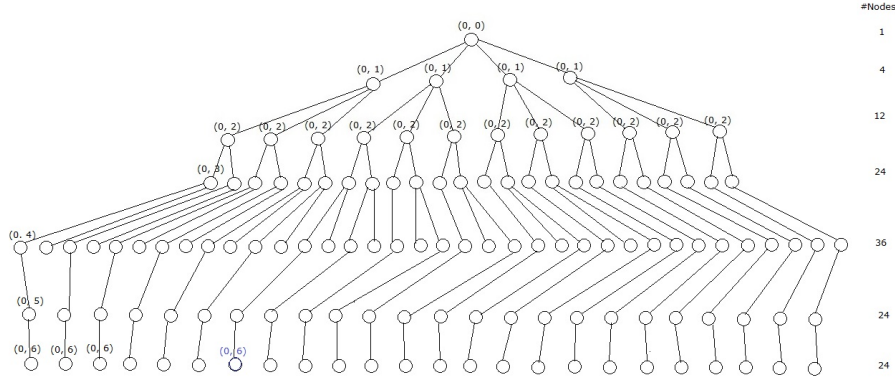 #Nodes
(0, 0)
1
(0, 1) (0, 1) (0, 1) (0, 1)
4
(0, 2) (0, 2) (0, 2) (0, 2) (0, 2) (0, 2) (0, 2) (0, 2) (0, 2) (0, 2) (0, 2) (0, 2)
12
(0, 3)
24
(0. 4)
36
(0, 5)
24
(0, 6) (0, 6) (0, 6) (0, 6)
24